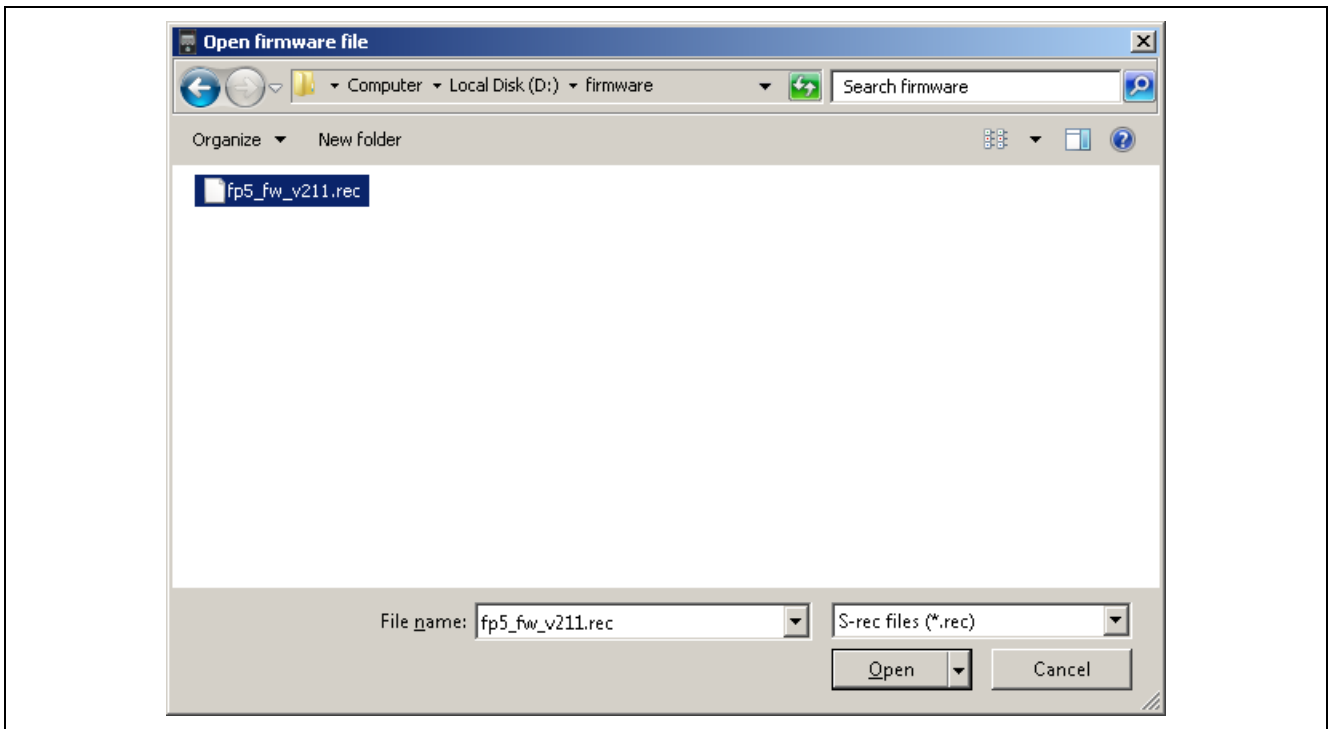 Open firmware file
Computer Local Disk (D:) firmware Search firmware
Organize New folder
fp5_fw_v211.rec
File name: fp5_fw_v211.rec S-rec files (*.rec)
Open Cancel